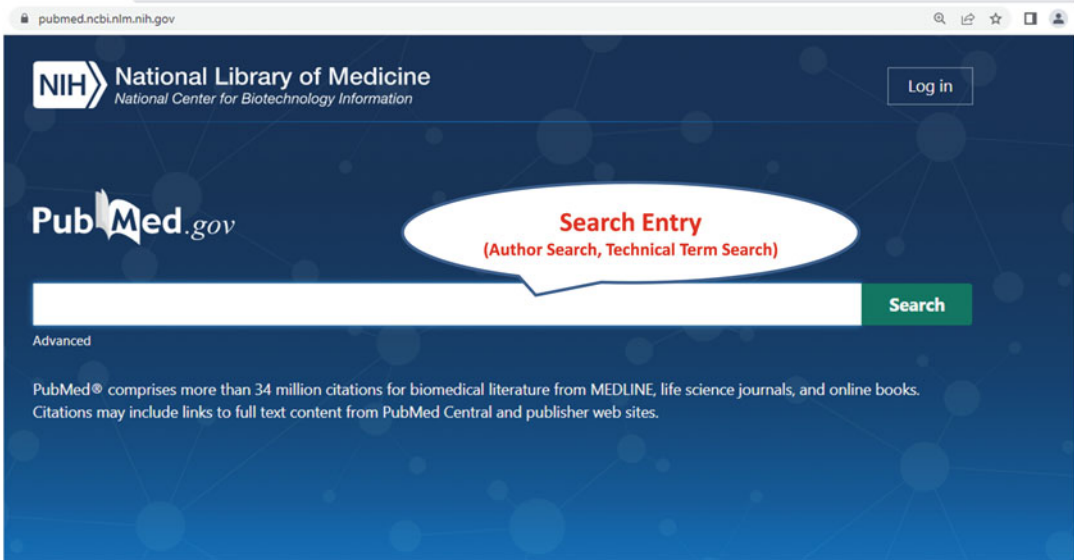 pubmed.ncbi.nlm.nih.gov
NIH National Library of Medicine
National Center for Biotechnology Information
Log in
PubMed.gov
Search Entry
(Author Search, Technical Term Search)
Search
Advanced
PubMed® comprises more than 34 million citations for biomedical literature from MEDLINE, life science journals, and online books.
Citations may include links to full text content from PubMed Central and publisher web sites.